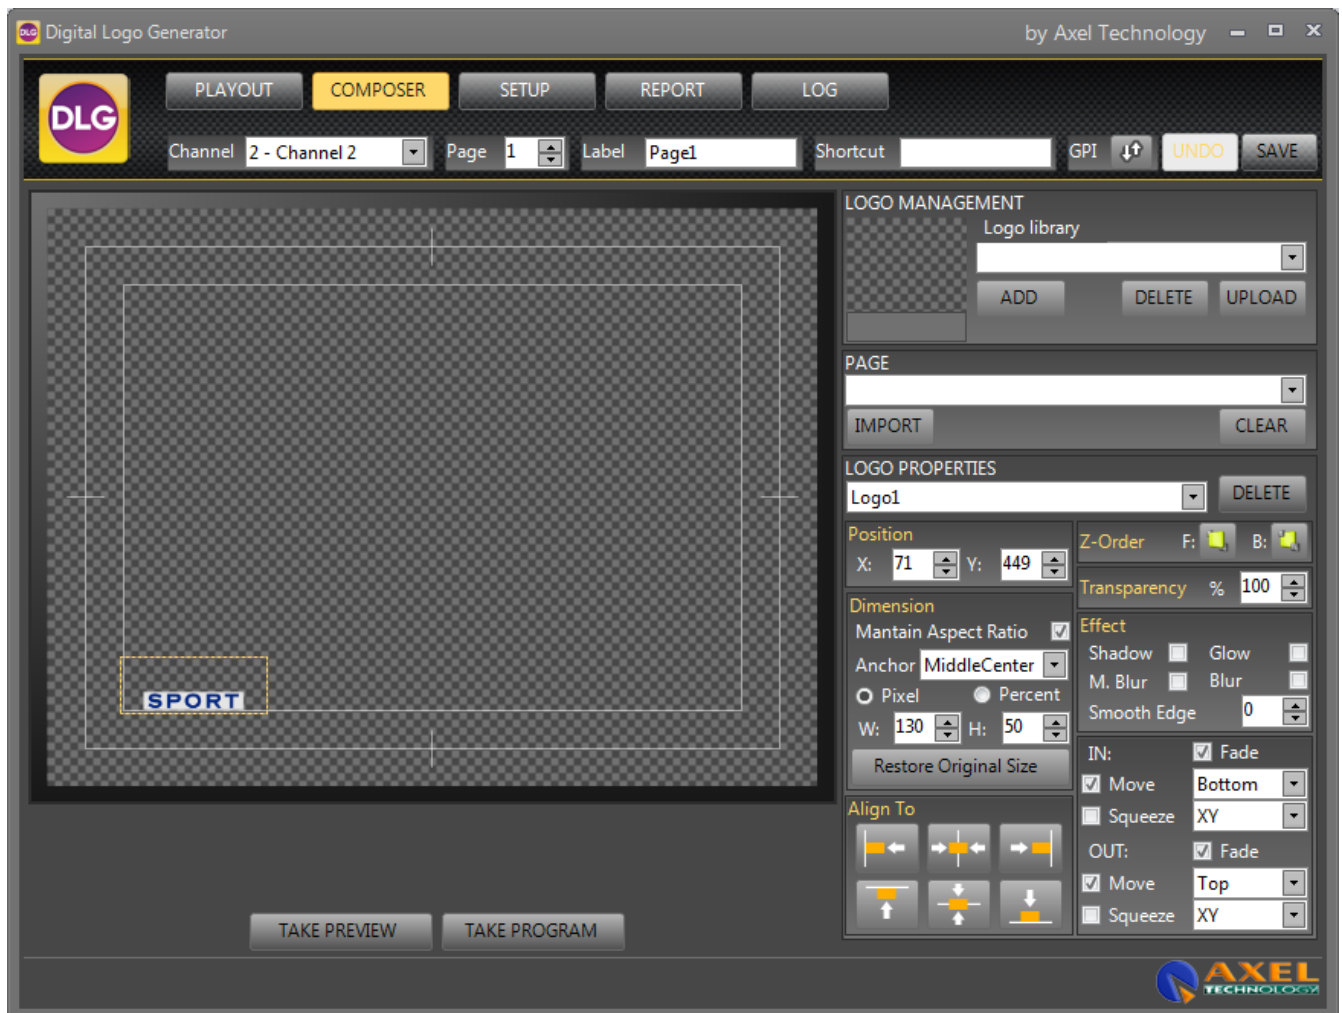 DLG Digital Logo Generator by Axel Technology
DLG
PLAYOUT COMPOSER SETUP REPORT LOG
Channel 2 - Channel 2 Page 1 Label Page1 Shortcut GPI UNDO SAVE
LOGO MANAGEMENT
Logo library
ADD DELETE UPLOAD
PAGE
IMPORT CLEAR
LOGO PROPERTIES
Logo1 DELETE
Position
X: 71 Y: 449
Z-Order F: B:
Transparency % 100
Dimension
Mantain Aspect Ratio
Anchor MiddleCenter
Pixel Percent
W: 130 H: 50
Restore Original Size
Effect
Shadow Glow
M. Blur Blur
Smooth Edge 0
SPORT
Align To
IN: Fade
Move Bottom
Squeeze XY
OUT: Fade
Move Top
Squeeze XY
TAKE PREVIEW TAKE PROGRAM
AXEL
TECHNOLOGY